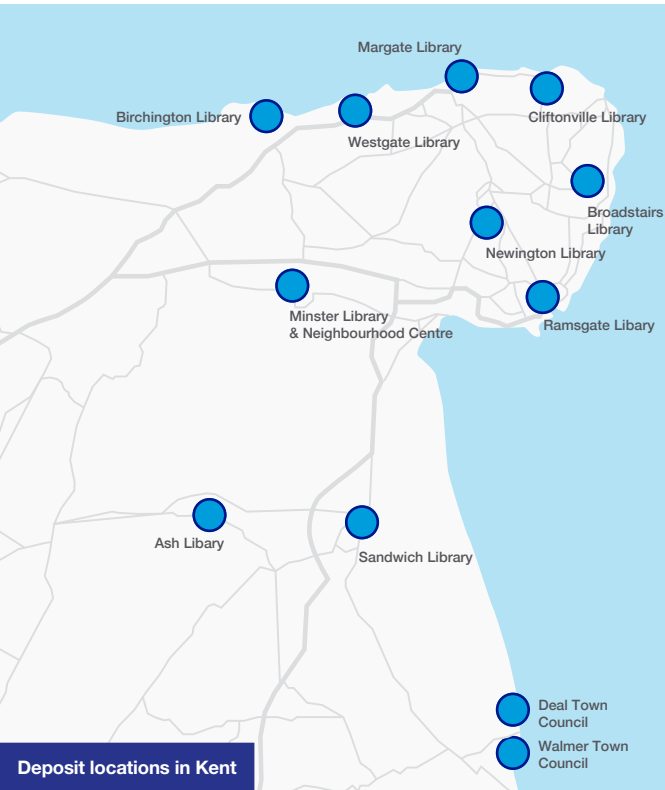 Margate Library
Birchington Library
Cliftonville Library
Westgate Library
Broadstairs
Library
Newington Library
Minster Library
& Neighbourhood Centre
Ramsgate Libary
Ash Libary
Sandwich Library
Deal Town
Council
Walmer Town
Council
Deposit locations in Kent